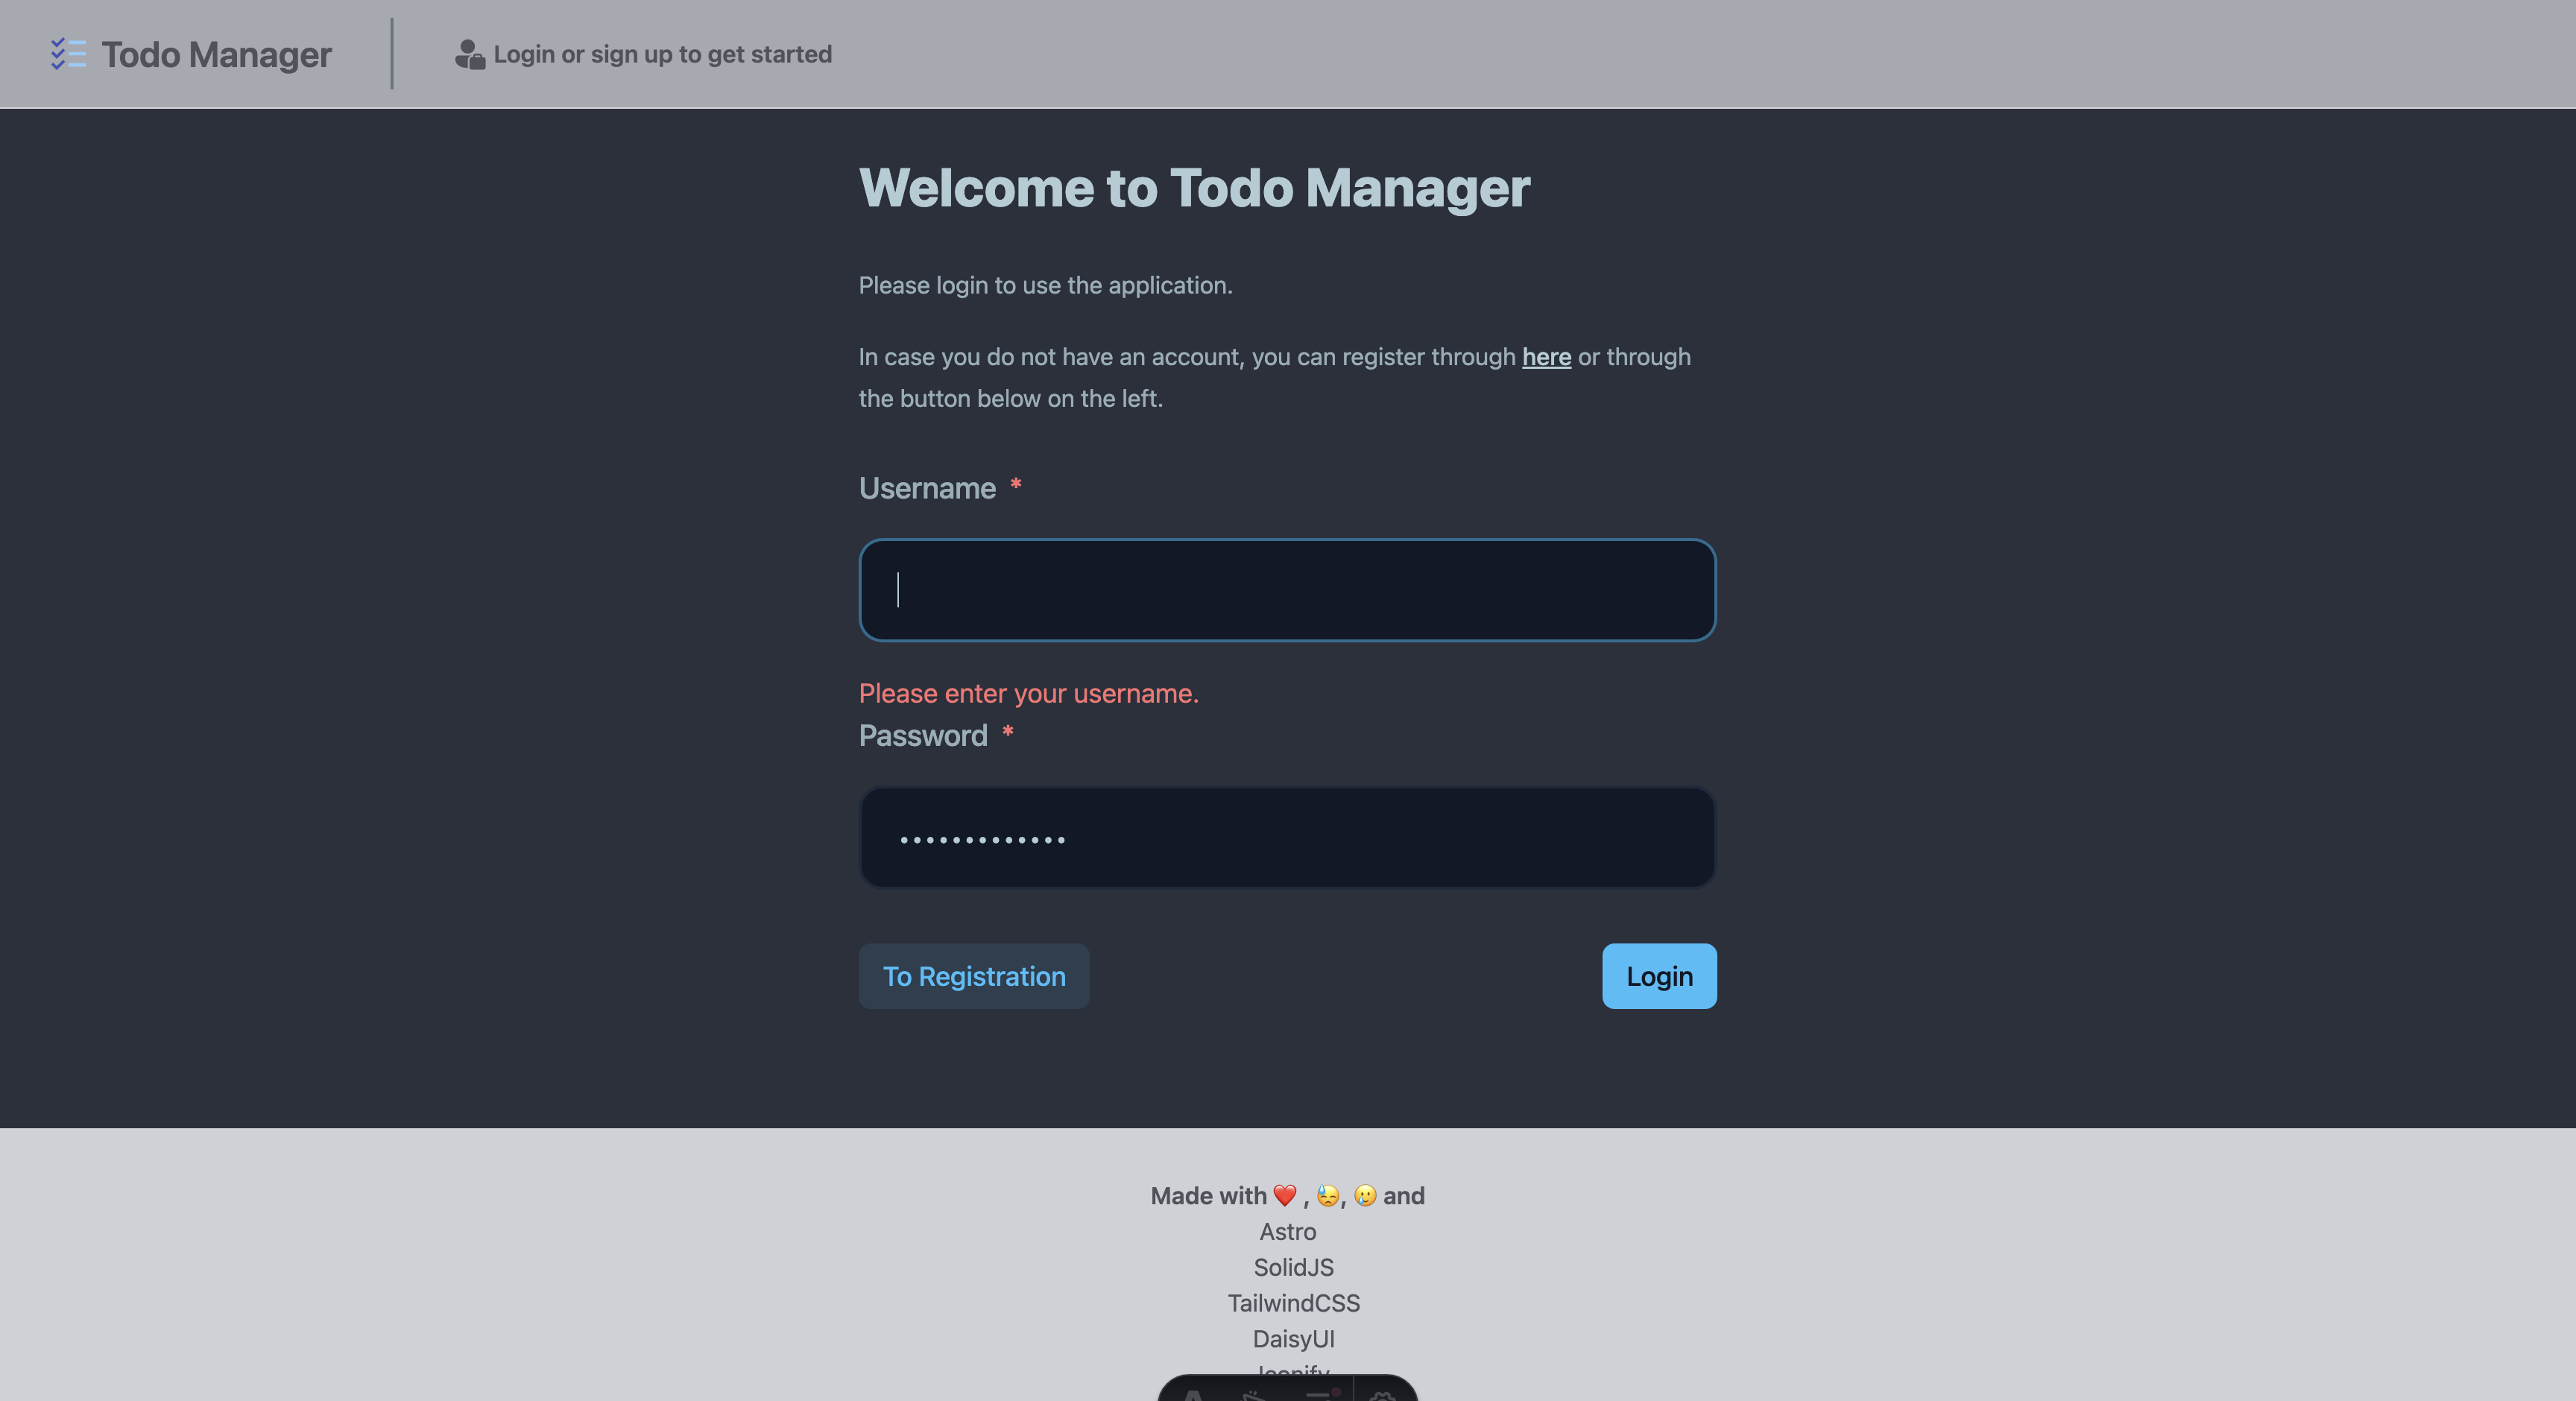 Todo Manager
Login or sign up to get started
Welcome to Todo Manager
Please login to use the application.
In case you do not have an account, you can register through here or through
the button below on the left.
Username *
Please enter your username.
Password *
•••••••••••••
To Registration
Login
Made with ❤️ , 😓, 🥲 and
Astro
SolidJS
TailwindCSS
DaisyUI
Iconify